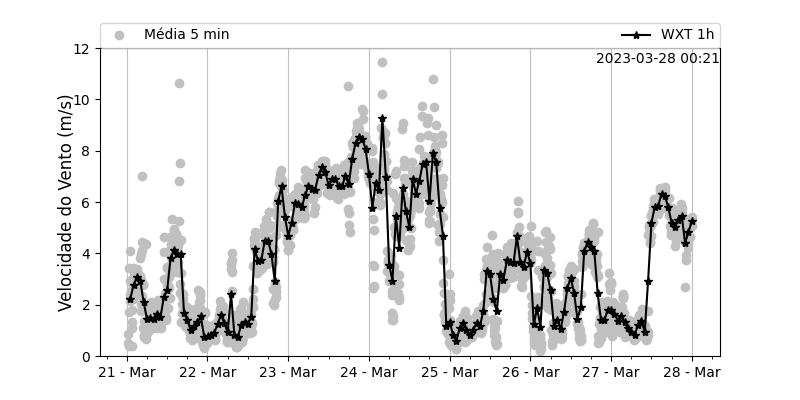 Média 5 min
WXT 1h
2023-03-28 00:21
Velocidade do Vento (m/s)
12
10
8
6
4
2
0
21 - Mar
22 - Mar
23 - Mar
24 - Mar
25 - Mar
26 - Mar
27 - Mar
28 - Mar